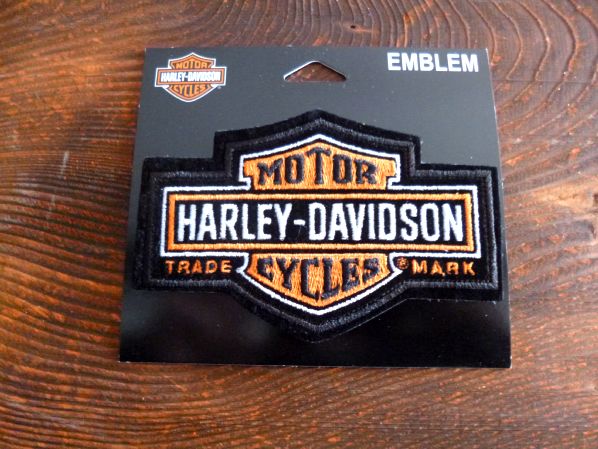 MOTOR
HARLEY-DAVIDSON
CYCLES
EMBLEM
MOTOR
HARLEY-DAVIDSON
CYCLES
TRADE ® MARK